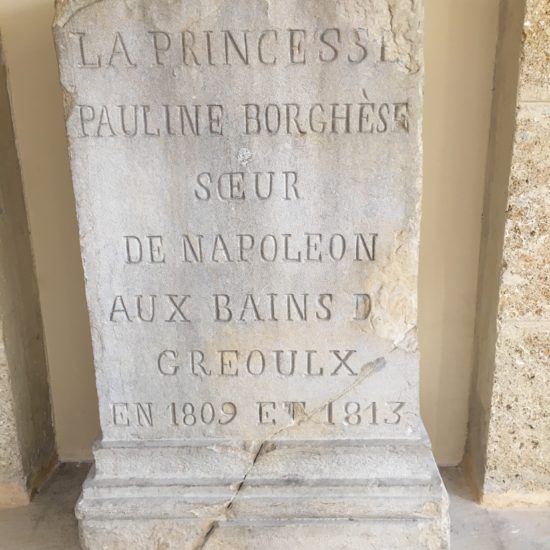 LA PRINCESSE
PAULINE BORGHÈSE
SŒUR
DE NAPOLEON
AUX BAINS D
GREOULX
EN 1809 ET 1813